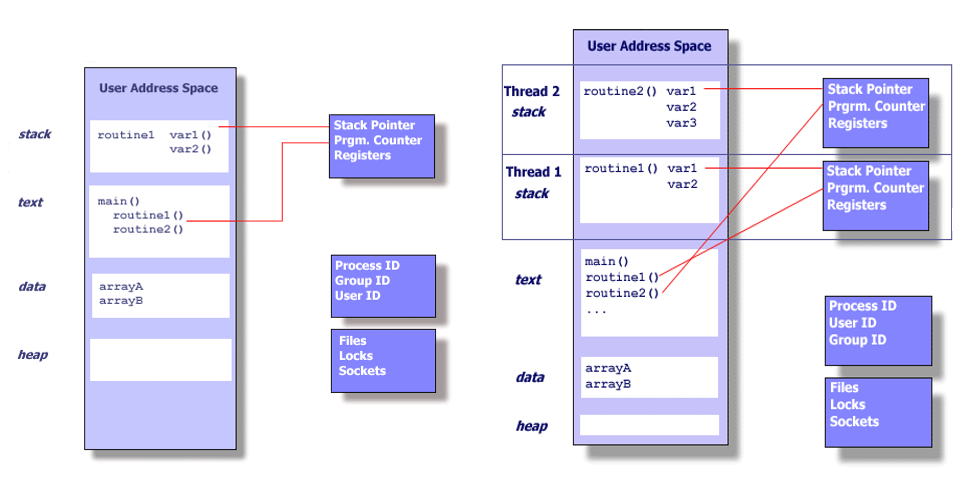 User Address Space
stack
routine1 var1()
var2()
Stack Pointer
Prgm. Counter
Registers
text
main()
routine1()
routine2()
data
arrayA
arrayB
Process ID
Group ID
User ID
heap
Files
Locks
Sockets
User Address Space
Thread 2
stack
routine2() var1
var2
var3
Stack Pointer
Prgrm. Counter
Registers
Thread 1
stack
routine1() var1
var2
Stack Pointer
Prgrm. Counter
Registers
text
main()
routine1()
routine2()
...
Process ID
User ID
Group ID
data
arrayA
arrayB
Files
Locks
Sockets
heap